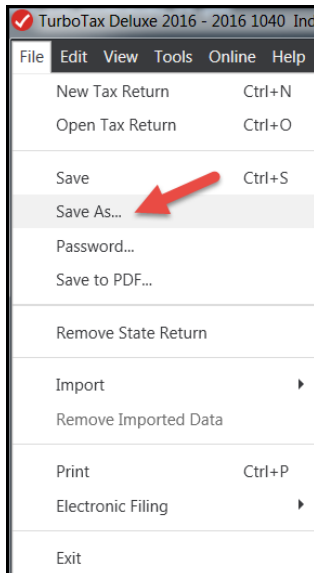 TurboTax Deluxe 2016 - 2016 1040 Ind
File Edit View Tools Online Help
New Tax Return Ctrl+N
Open Tax Return Ctrl+O
Save Ctrl+S
Save As...
Password...
Save to PDF...
Remove State Return
Import
Remove Imported Data
Print Ctrl+P
Electronic Filing
Exit